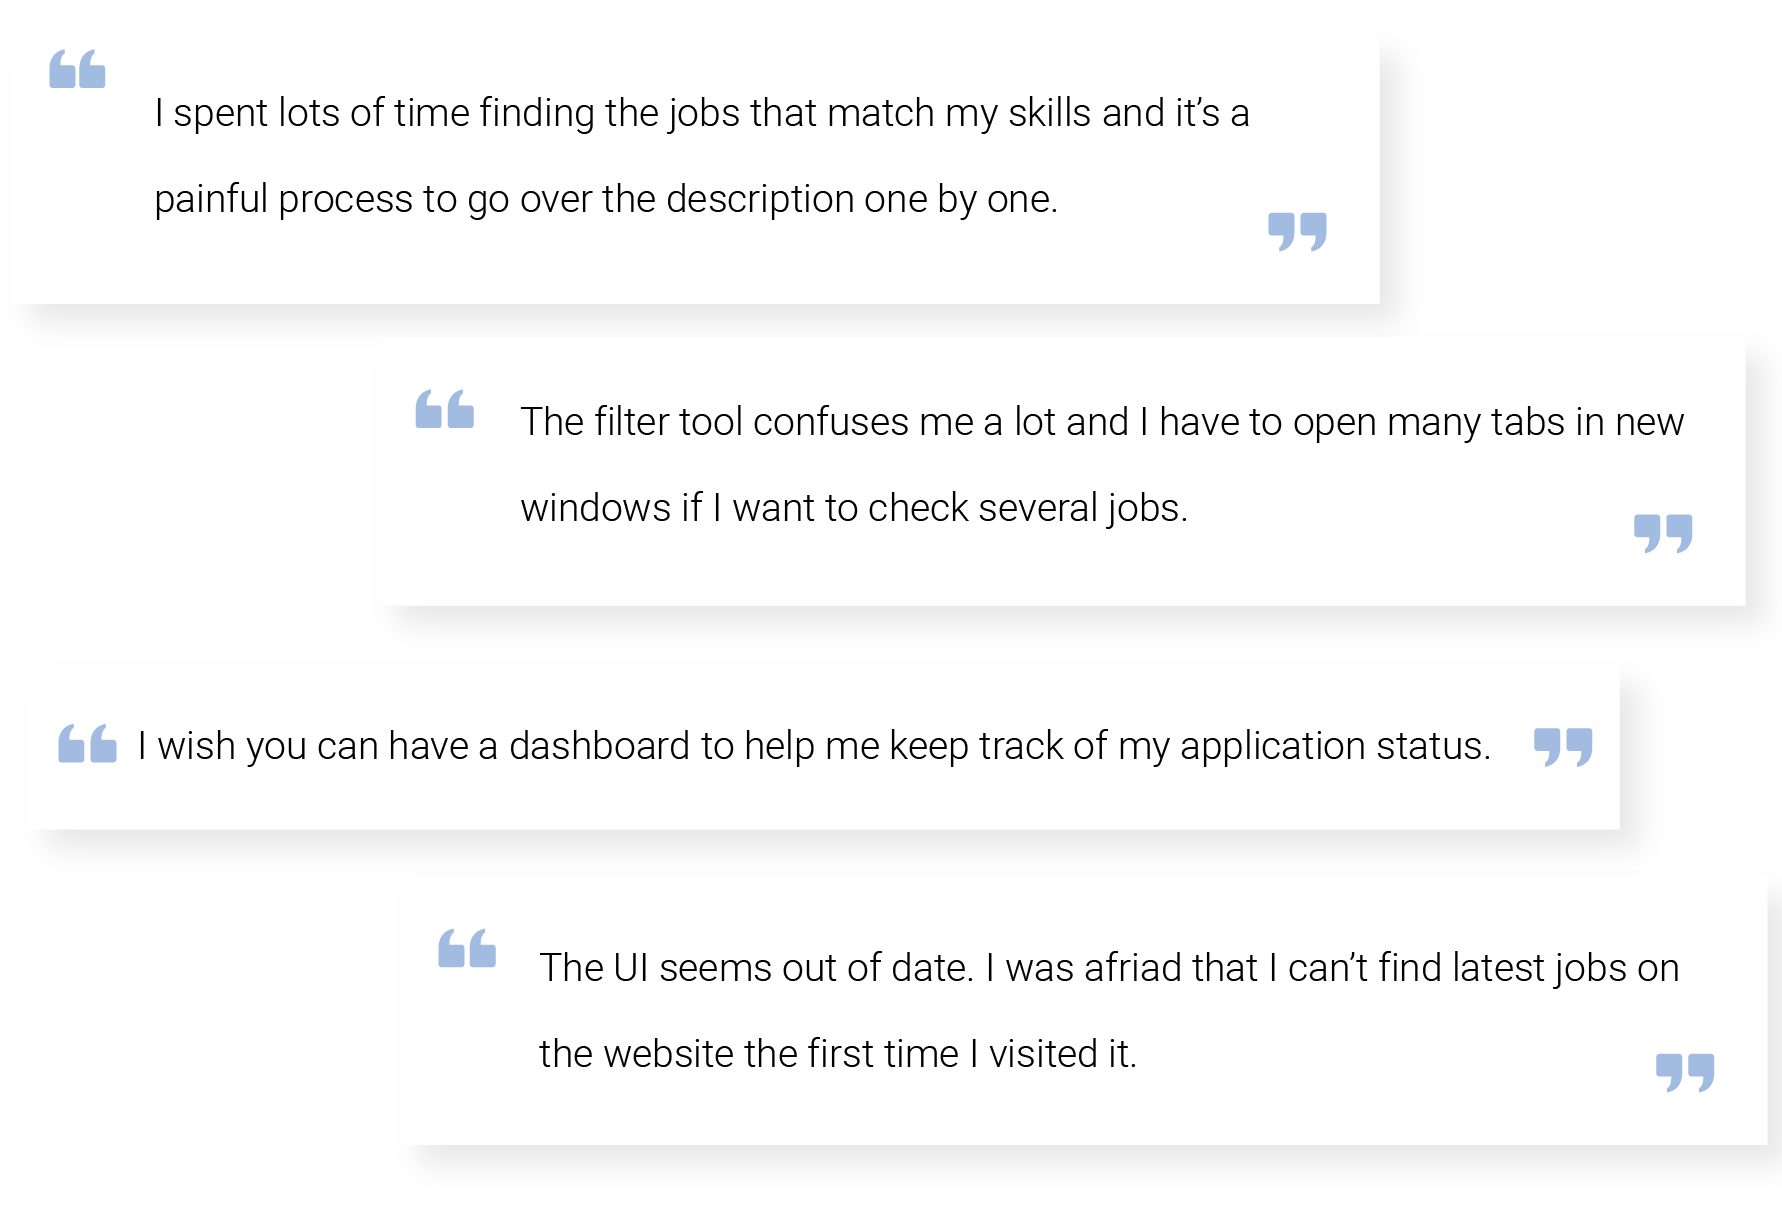 “
I spent lots of time finding the jobs that match my skills and it’s a
painful process to go over the description one by one.
”
“
The filter tool confuses me a lot and I have to open many tabs in new
windows if I want to check several jobs.
”
“ I wish you can have a dashboard to help me keep track of my application status. ”
“
The UI seems out of date. I was afriad that I can’t find latest jobs on
the website the first time I visited it.
”